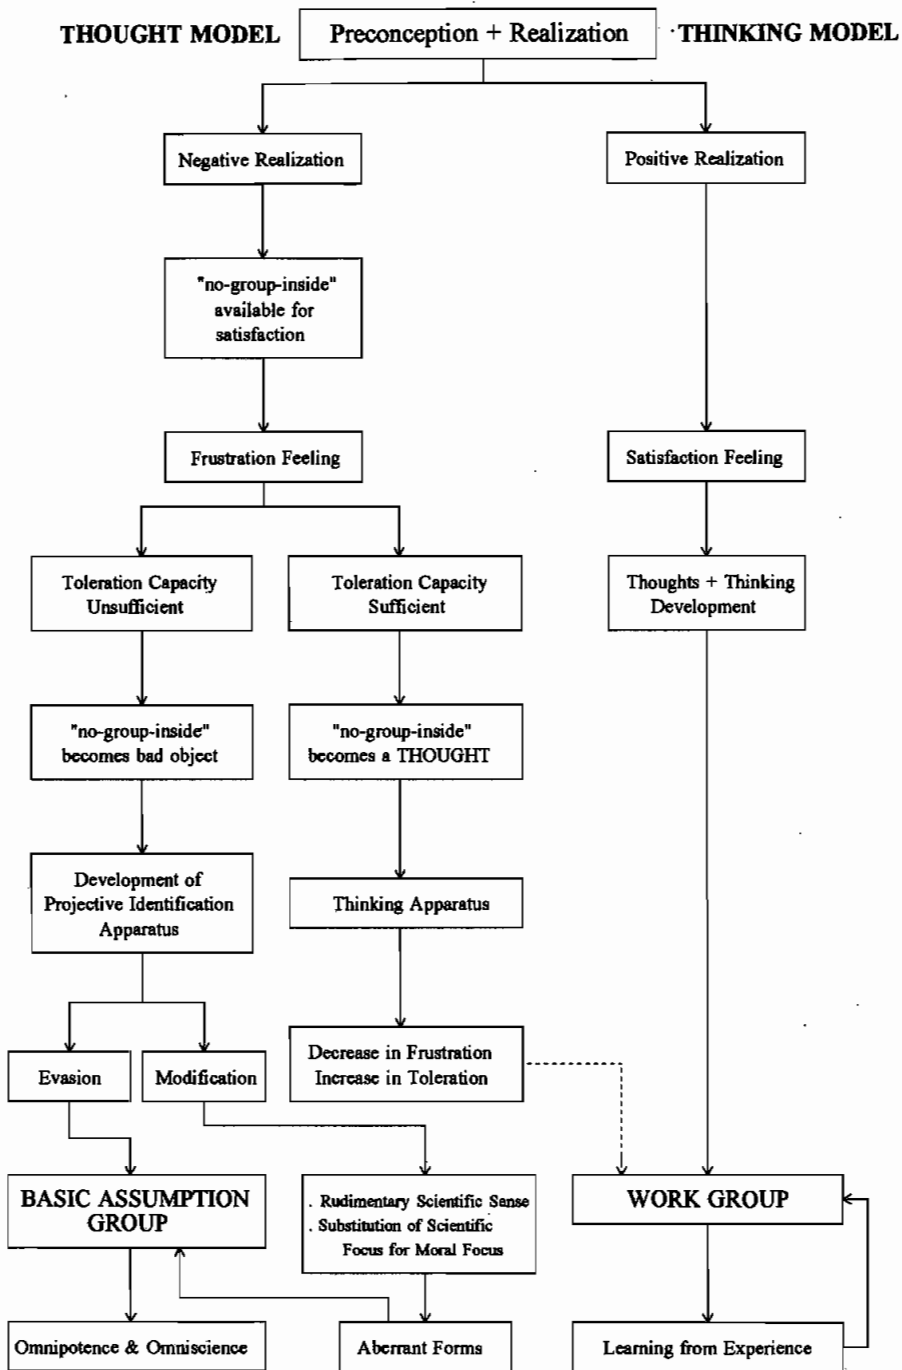 THOUGHT MODEL
Preconception + Realization
THINKING MODEL
Negative Realization
Positive Realization
"no-group-inside"
available for
satisfaction
Frustration Feeling
Satisfaction Feeling
Toleration Capacity
Unsufficient
Toleration Capacity
Sufficient
Thoughts + Thinking
Development
"no-group-inside"
becomes bad object
"no-group-inside"
becomes a THOUGHT
Development of
Projective Identification
Apparatus
Thinking Apparatus
Evasion
Modification
Decrease in Frustration
Increase in Toleration
BASIC ASSUMPTION
GROUP
. Rudimentary Scientific Sense
. Substitution of Scientific
Focus for Moral Focus
WORK GROUP
Omnipotence & Omniscience
Aberrant Forms
Learning from Experience